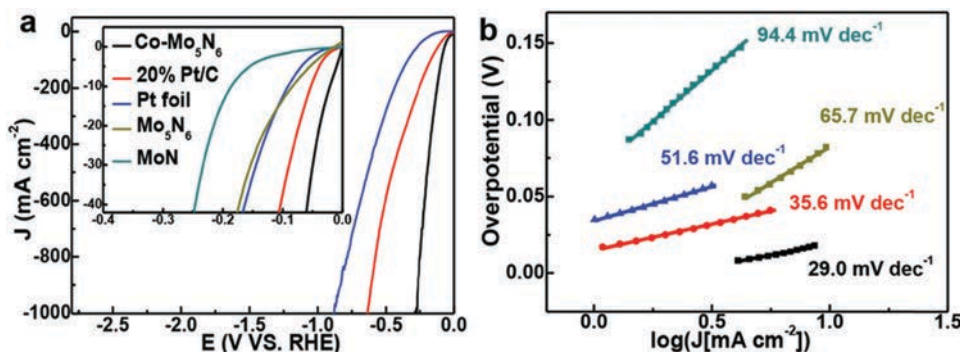 a
J (mA cm⁻²)
0
-200
-400
-600
-800
-1000
-2.5 -2.0 -1.5 -1.0 -0.5 0.0
E (V VS. RHE)
Co-Mo₅N₆
20% Pt/C
Pt foil
Mo₅N₆
MoN
0
-10
-20
-30
-40
-0.4 -0.3 -0.2 -0.1 0.0
b
Overpotential (V)
0.15
0.10
0.05
0.00
94.4 mV dec⁻¹
65.7 mV dec⁻¹
51.6 mV dec⁻¹
35.6 mV dec⁻¹
29.0 mV dec⁻¹
0.0 0.5 1.0 1.5
log(J[mA cm⁻²)